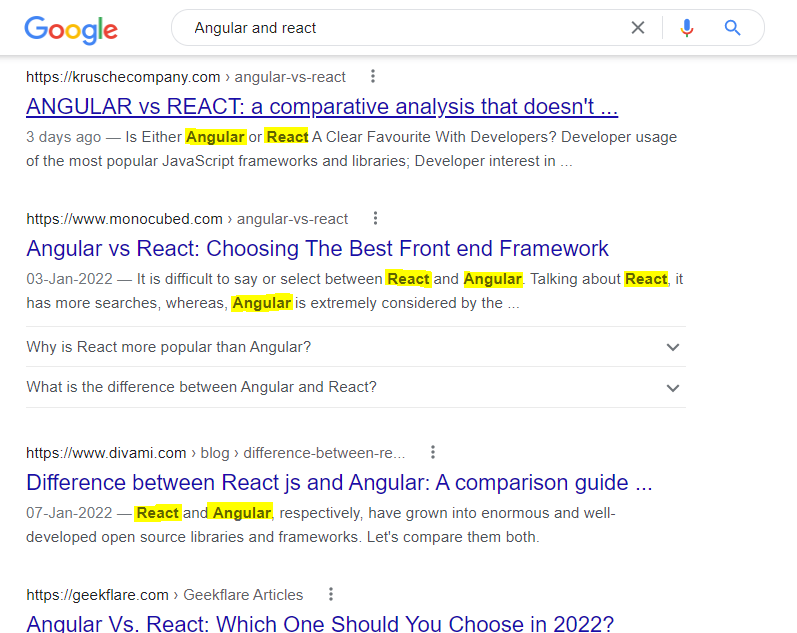 Google
Angular and react
https://kruschecompany.com › angular-vs-react
ANGULAR vs REACT: a comparative analysis that doesn't ...
3 days ago — Is Either Angular or React A Clear Favourite With Developers? Developer usage
of the most popular JavaScript frameworks and libraries; Developer interest in ...
https://www.monocubed.com › angular-vs-react
Angular vs React: Choosing The Best Front end Framework
03-Jan-2022 — It is difficult to say or select between React and Angular. Talking about React, it
has more searches, whereas, Angular is extremely considered by the ...
Why is React more popular than Angular?
What is the difference between Angular and React?
https://www.divami.com › blog › difference-between-re...
Difference between React js and Angular: A comparison guide ...
07-Jan-2022 — React and Angular, respectively, have grown into enormous and well-
developed open source libraries and frameworks. Let's compare them both.
https://geekflare.com › Geekflare Articles
Angular Vs. React: Which One Should You Choose in 2022?